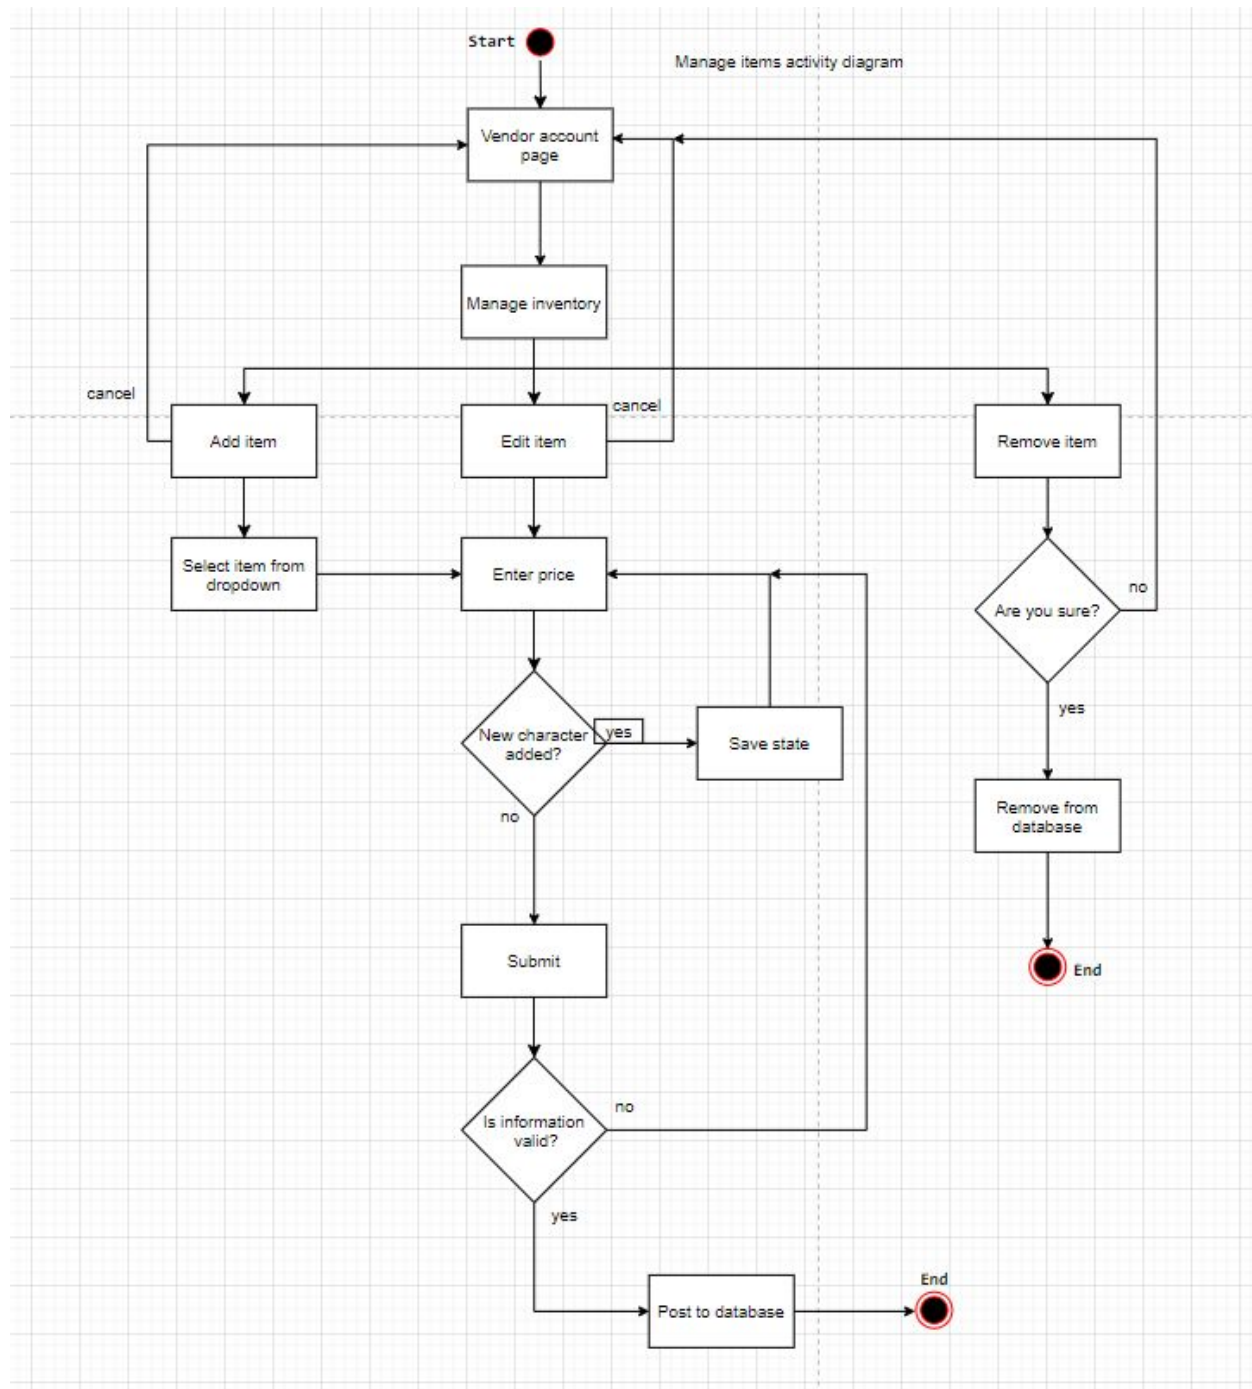 Start
Manage items activity diagram
Vendor account
page
Manage inventory
cancel
cancel
Add item
Edit item
Remove item
Select item from
dropdown
Enter price
no
Are you sure?
yes
New character
added?
yes
Save state
no
Remove from
database
Submit
End
no
Is information
valid?
yes
End
Post to database